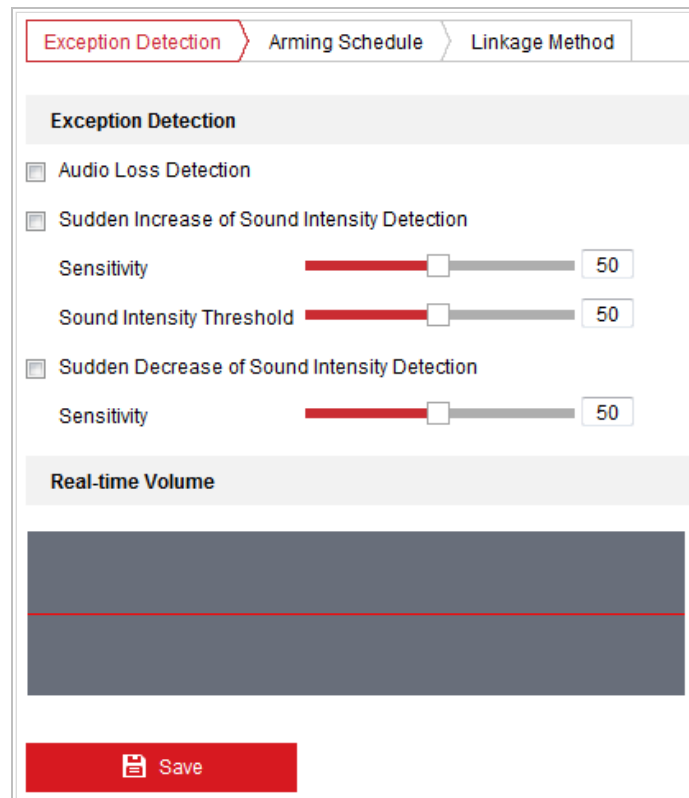 Exception Detection
Arming Schedule
Linkage Method
Exception Detection
Audio Loss Detection
Sudden Increase of Sound Intensity Detection
Sensitivity 50
Sound Intensity Threshold 50
Sudden Decrease of Sound Intensity Detection
Sensitivity 50
Real-time Volume
Save